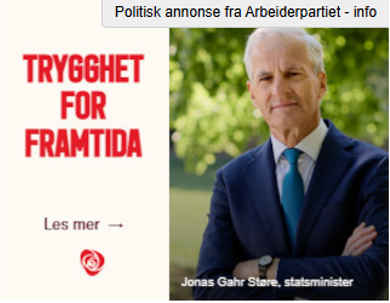 Politisk annonse fra Arbeiderpartiet - info
TRYGGHET
FOR
FRAMTIDA
Les mer →
Jonas Gahr Støre, statsminister